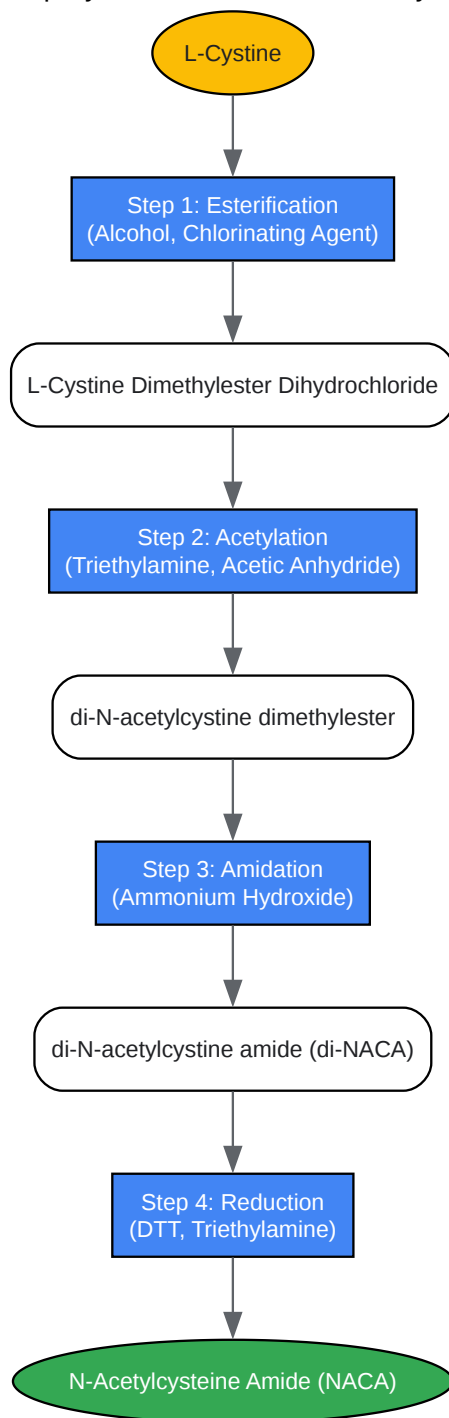 L-Cystine
Step 1: Esterification
(Alcohol, Chlorinating Agent)
L-Cystine Dimethylester Dihydrochloride
Step 2: Acetylation
(Triethylamine, Acetic Anhydride)
di-N-acetylcystine dimethylester
Step 3: Amidation
(Ammonium Hydroxide)
di-N-acetylcystine amide (di-NACA)
Step 4: Reduction
(DTT, Triethylamine)
N-Acetylcysteine Amide (NACA)